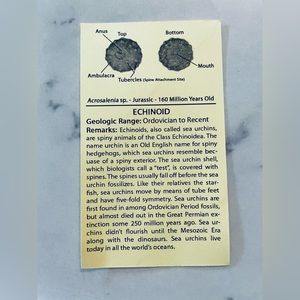 Anus Top Bottom
Mouth
Ambulacra
Tubercles (Spine Attachment Site)
Acrosalenia sp. - Jurassic - 160 Million Years Old
ECHINOID
Geologic Range: Ordovician to Recent
Remarks: Echinoids, also called sea urchins,
are spiny animals of the Class Echinoidea. The
name urchin is an Old English name for spiny
hedgehogs, which sea urchins resemble bec-
uase of a spiny exterior. The sea urchin shell,
which biologists call a "test", is covered with
spines. The spines usually fall off before the sea
urchin fossilizes. Like their relatives the star-
fish, sea urchins move by means of tube feet
and have five-fold symmetry. Sea urchins are
first found in among Ordovician Period fossils,
but almost died out in the Great Permian ex-
tinction some 250 million years ago. Sea ur-
chins didn't flourish until the Mesozoic Era
along with the dinosaurs. Sea urchins live
today in all the world's oceans.